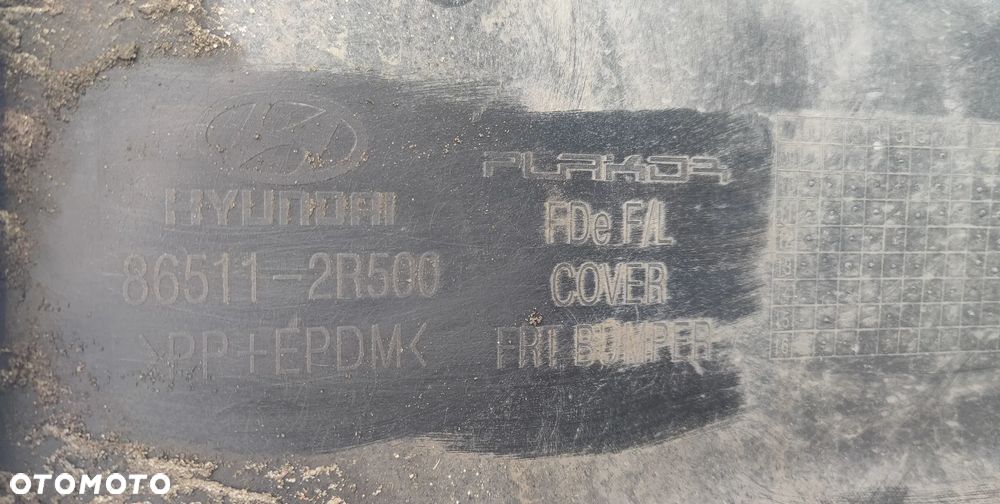 HYUNDAI
86511-2R500
>PP+EPDM<
PLAKOR
FDe F/L
COVER
FRT BUMPER
OTOMOTO